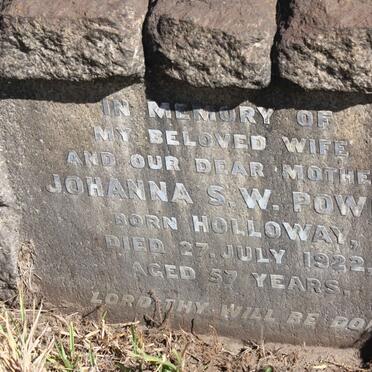 IN MEMORY OF
MY BELOVED WIFE
AND OUR DEAR MOTHE
JOHANNA S. W. POW
BORN HOLLOWAY,
DIED 27. JULY 1922.
AGED 57 YEARS.
LORD THY WILL BE DO